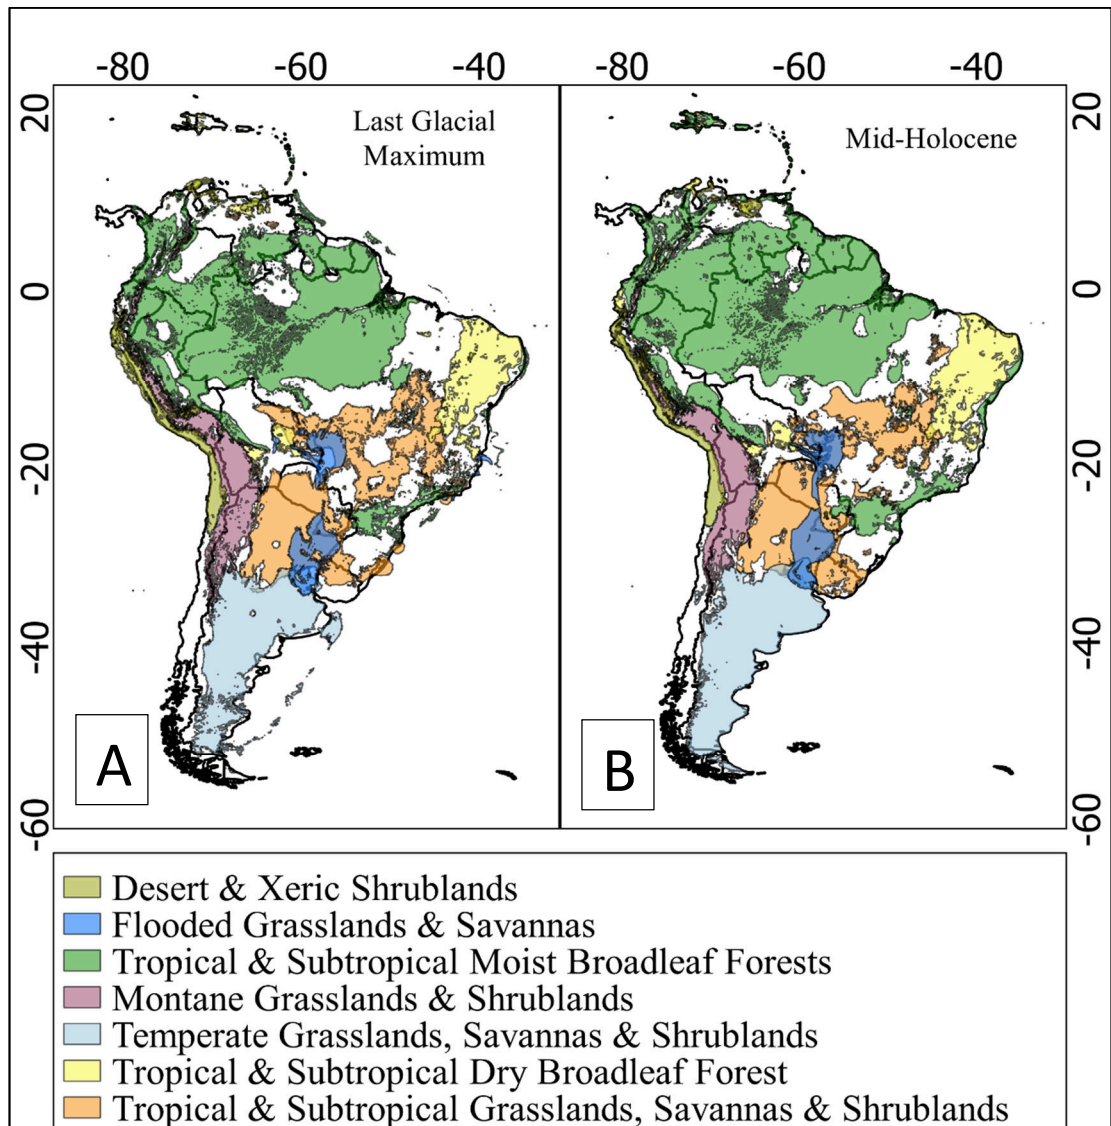 -80 -60 -40 -80 -60 -40
20 20
Last Glacial
Maximum
Mid-Holocene
0 0
-20 -20
-40 -40
A B
-60 -60
Desert & Xeric Shrublands
Flooded Grasslands & Savannas
Tropical & Subtropical Moist Broadleaf Forests
Montane Grasslands & Shrublands
Temperate Grasslands, Savannas & Shrublands
Tropical & Subtropical Dry Broadleaf Forest
Tropical & Subtropical Grasslands, Savannas & Shrublands